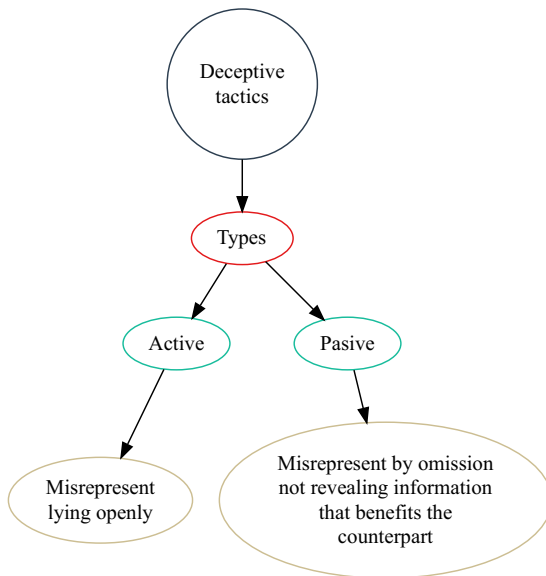 Deceptive
tactics
Types
Active
Pasive
Misrepresent
lying openly
Misrepresent by omission
not revealing information
that benefits the
counterpart